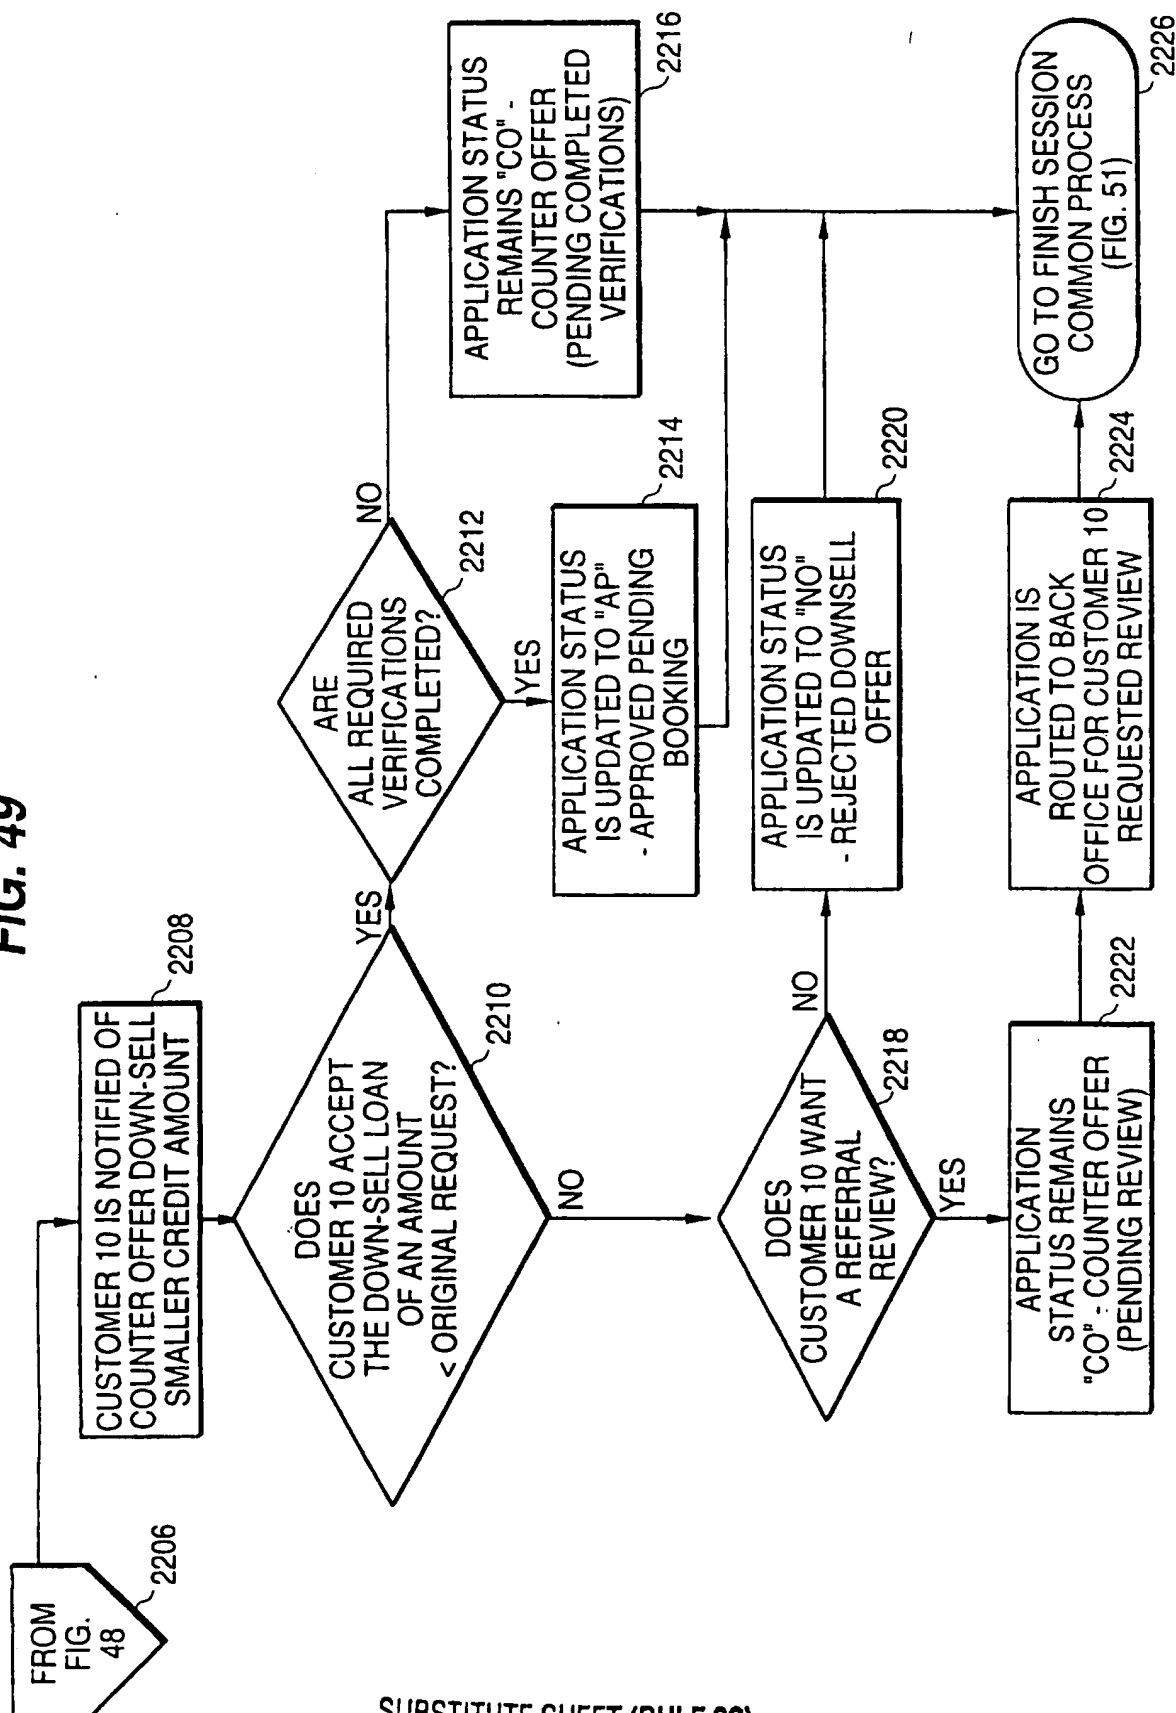 FIG. 49
FROM
FIG.
48
2206
CUSTOMER 10 IS NOTIFIED OF
COUNTER OFFER DOWN-SELL
SMALLER CREDIT AMOUNT
2208
DOES
CUSTOMER 10 ACCEPT
THE DOWN-SELL LOAN
OF AN AMOUNT
< ORIGINAL REQUEST?
2210
YES
NO
ARE
ALL REQUIRED
VERIFICATIONS
COMPLETED?
2212
NO
YES
APPLICATION STATUS
IS UPDATED TO "AP"
- APPROVED PENDING
BOOKING
2214
APPLICATION STATUS
REMAINS "CO" -
COUNTER OFFER
(PENDING COMPLETED
VERIFICATIONS)
2216
DOES
CUSTOMER 10 WANT
A REFERRAL
REVIEW?
2218
NO
YES
APPLICATION STATUS
IS UPDATED TO "NO"
- REJECTED DOWNSELL
OFFER
2220
APPLICATION
STATUS REMAINS
"CO" - COUNTER OFFER
(PENDING REVIEW)
2222
APPLICATION IS
ROUTED TO BACK
OFFICE FOR CUSTOMER 10
REQUESTED REVIEW
2224
GO TO FINISH SESSION
COMMON PROCESS
(FIG. 51)
2226
SUBSTITUTE SHEET (RULE 26)